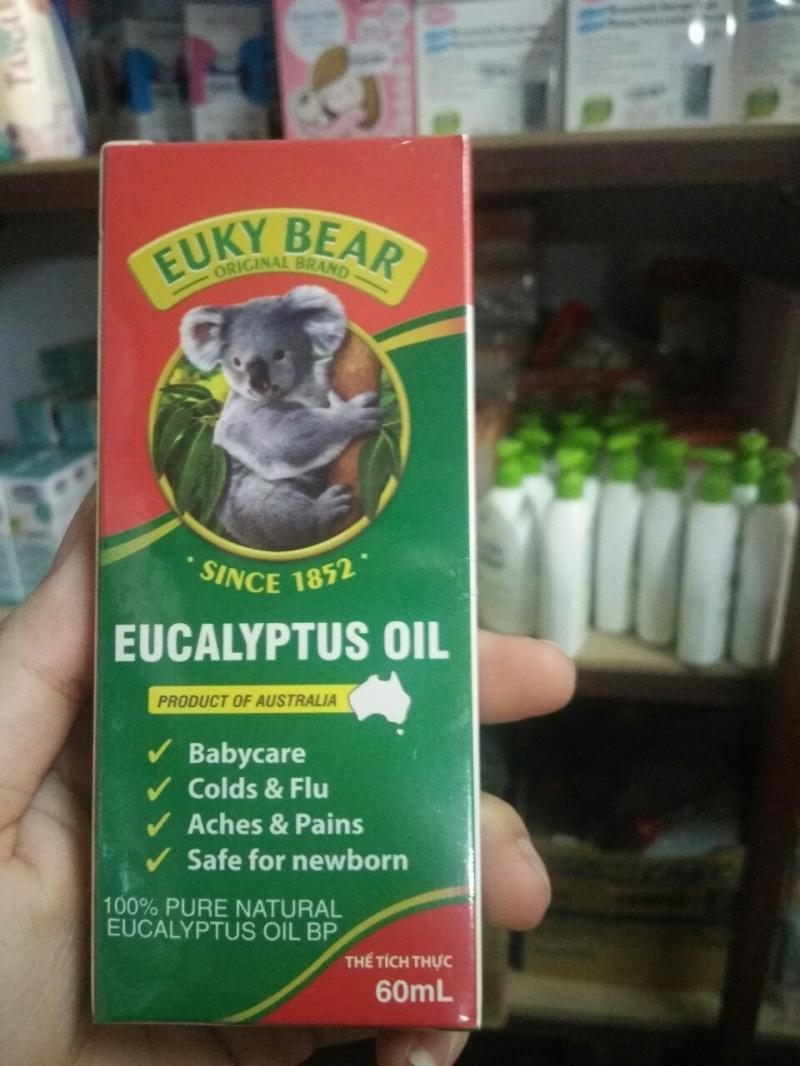 EUKY BEAR
ORIGINAL BRAND
· SINCE 1852 ·
EUCALYPTUS OIL
PRODUCT OF AUSTRALIA
✓ Babycare
✓ Colds & Flu
✓ Aches & Pains
✓ Safe for newborn
100% PURE NATURAL
EUCALYPTUS OIL BP
THỂ TÍCH THỰC
60mL